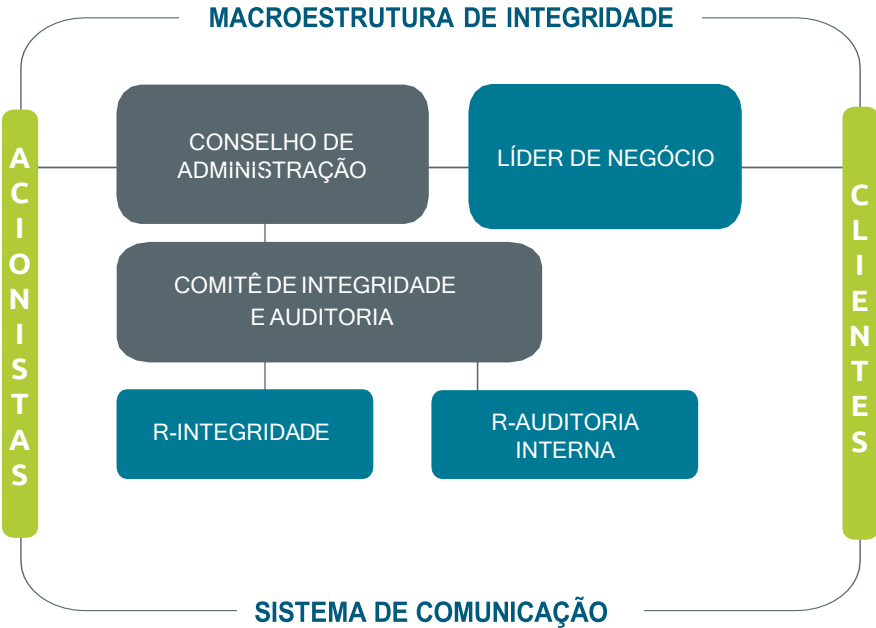 MACROESTRUTURA DE INTEGRIDADE
ACIONISTAS
CONSELHO DE
ADMINISTRAÇÃO
LÍDER DE NEGÓCIO
CLIENTES
COMITÊ DE INTEGRIDADE
E AUDITORIA
R-INTEGRIDADE
R-AUDITORIA
INTERNA
SISTEMA DE COMUNICAÇÃO